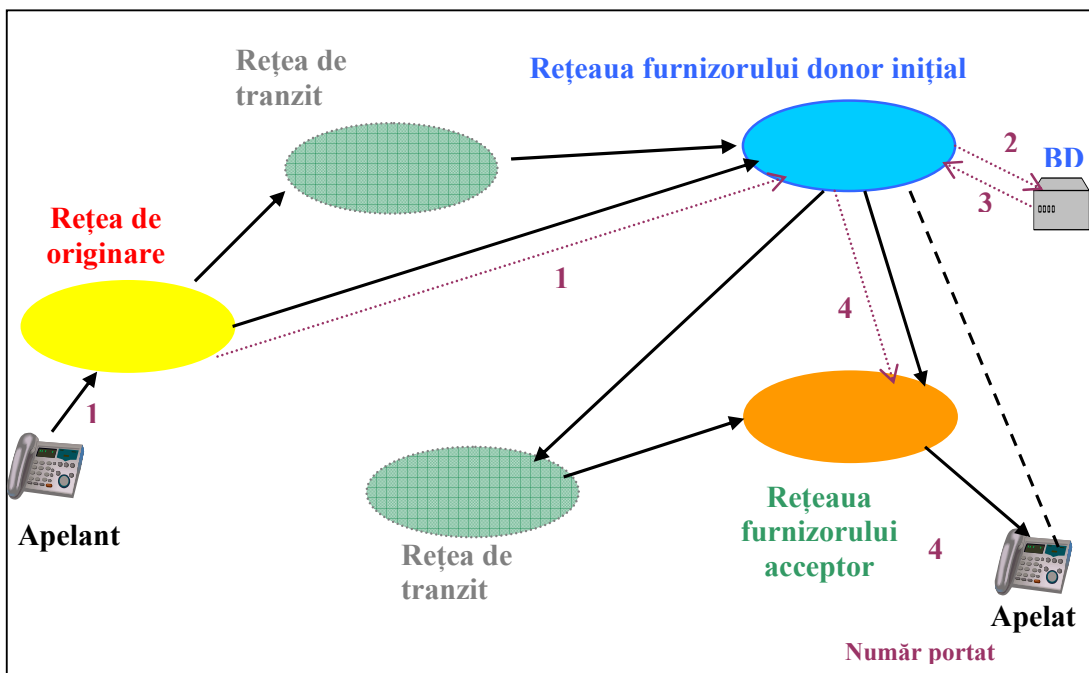 Rețea de
tranzit
Rețeaua furnizorului donor inițial
2
BD
3
Rețea de
originare
1
4
1
Apelant
Rețea de
tranzit
Rețeaua
furnizorului
acceptor
4
Apelat
Număr portat